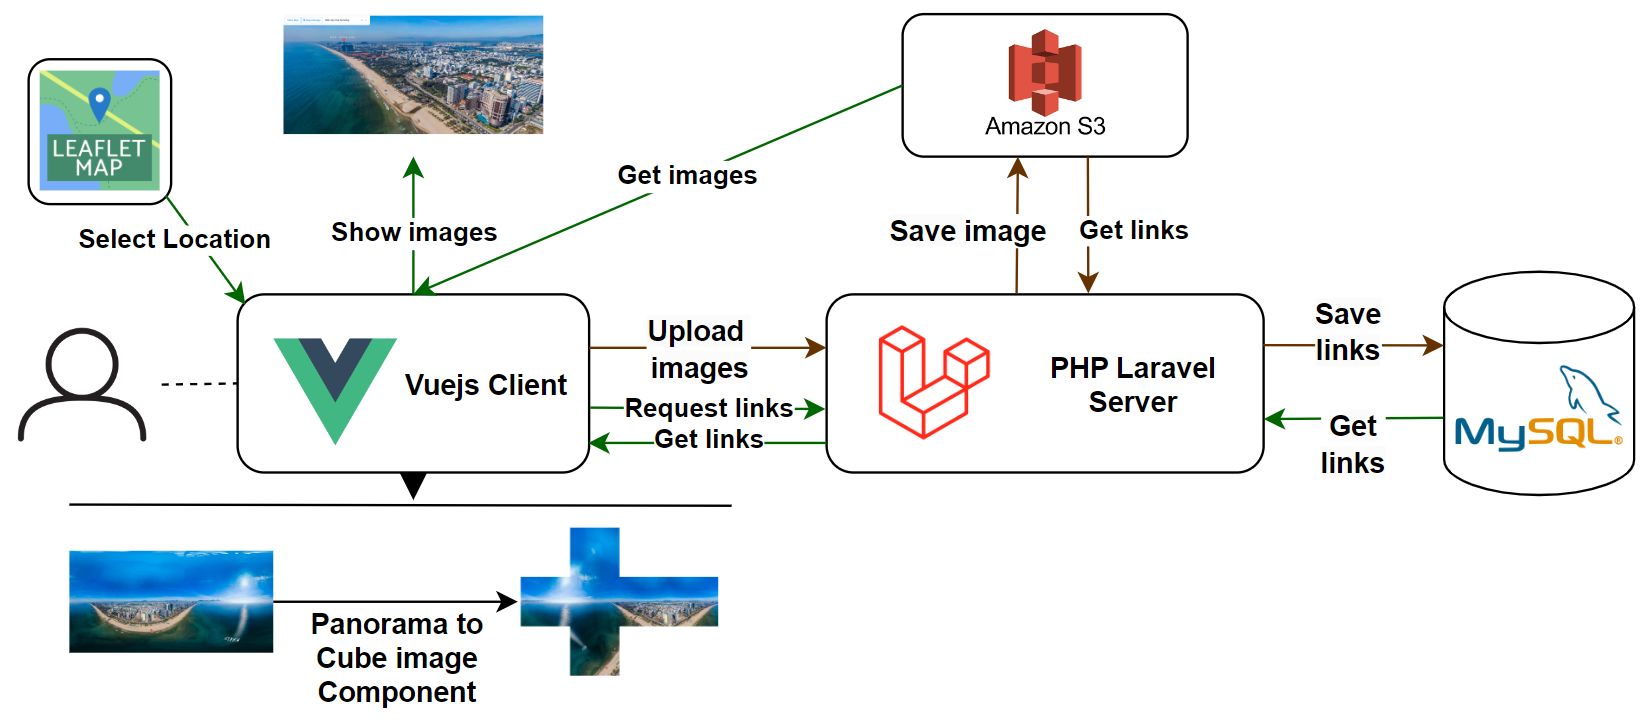 Amazon S3
LEAFLET
MAP
Get images
Select Location
Show images
Save image
Get links
Upload
images
Save
links
Vuejs Client
PHP Laravel
Server
Request links
Get links
Get
links
MySQL®
Panorama to
Cube image
Component